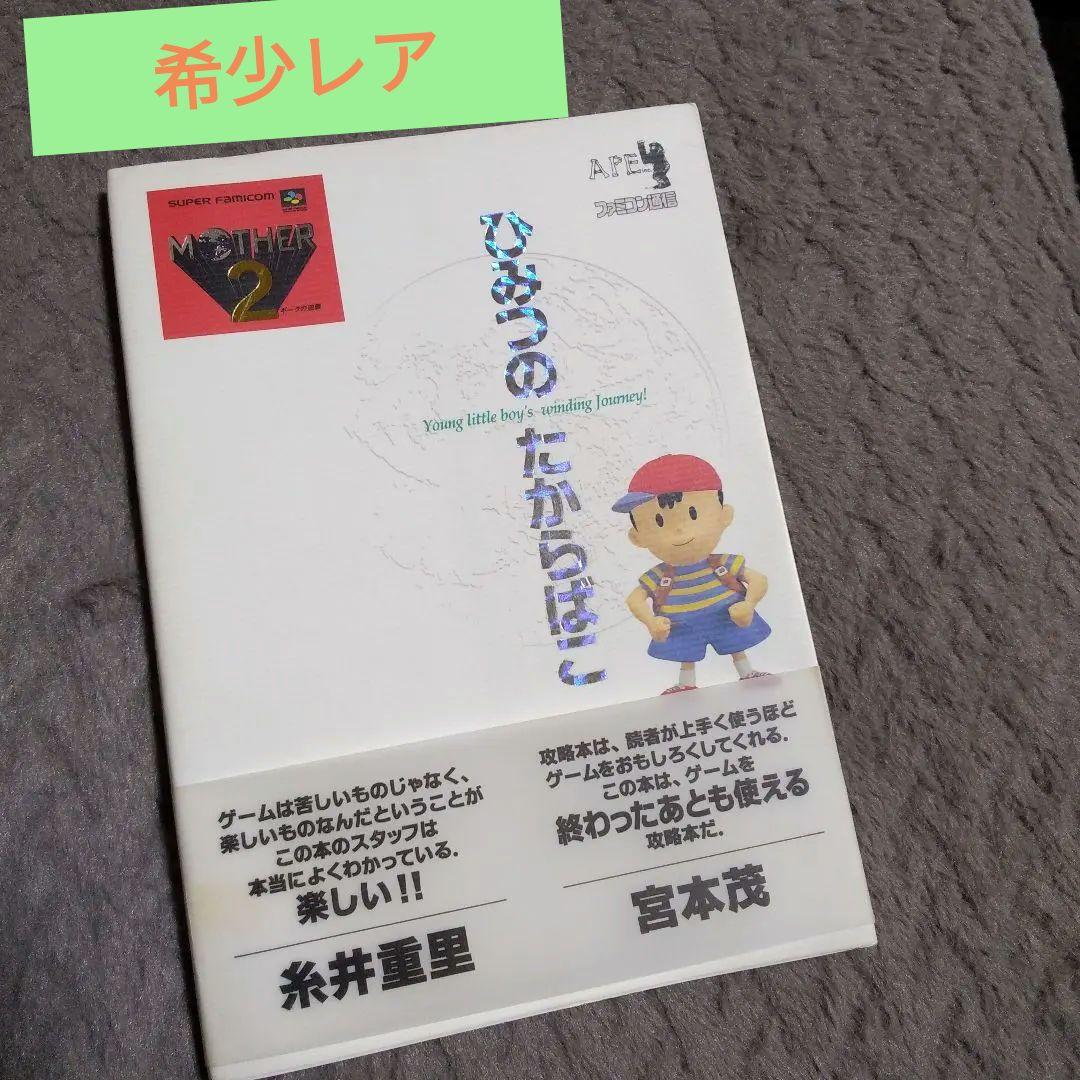 希少レア
SUPER FAMICOM
MOTHER
2
ギーグの逆襲
APE inc.
ファミコン通信
ひみつの
たからばこ
Young little boy's winding Journey!
ゲームは苦しいものじゃなく、
楽しいものなんだということが
この本のスタッフは
本当によくわかっている.
楽しい!!
糸井重里
攻略本は、読者が上手く使うほど
ゲームをおもしろくしてくれる.
この本は、ゲームを
終わったあとも使える
攻略本だ.
宮本茂